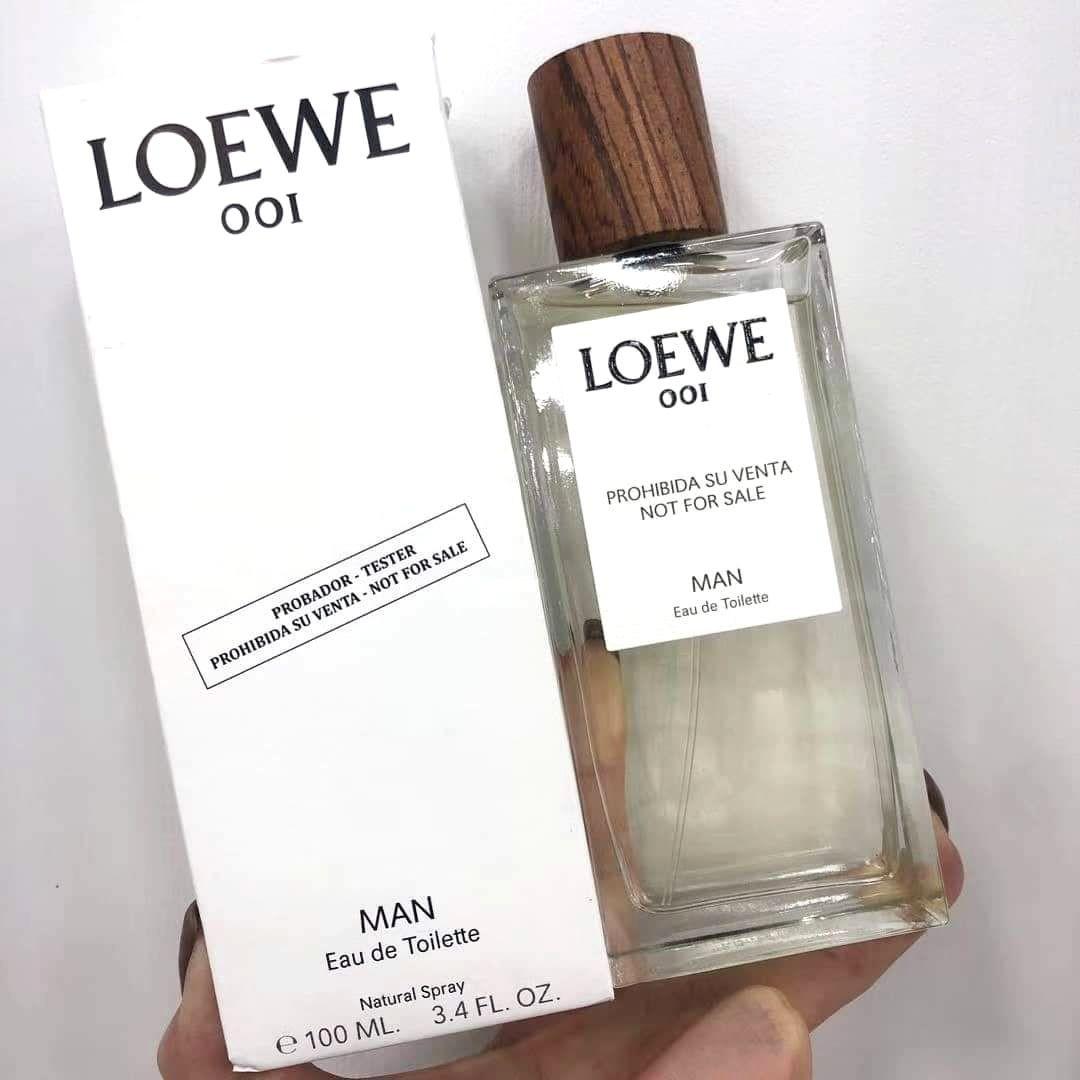 LOEWE
001
PROBADOR - TESTER
PROHIBIDA SU VENTA - NOT FOR SALE
MAN
Eau de Toilette
Natural Spray
℮ 100 ML. 3.4 FL. OZ.
LOEWE
001
PROHIBIDA SU VENTA
NOT FOR SALE
MAN
Eau de Toilette